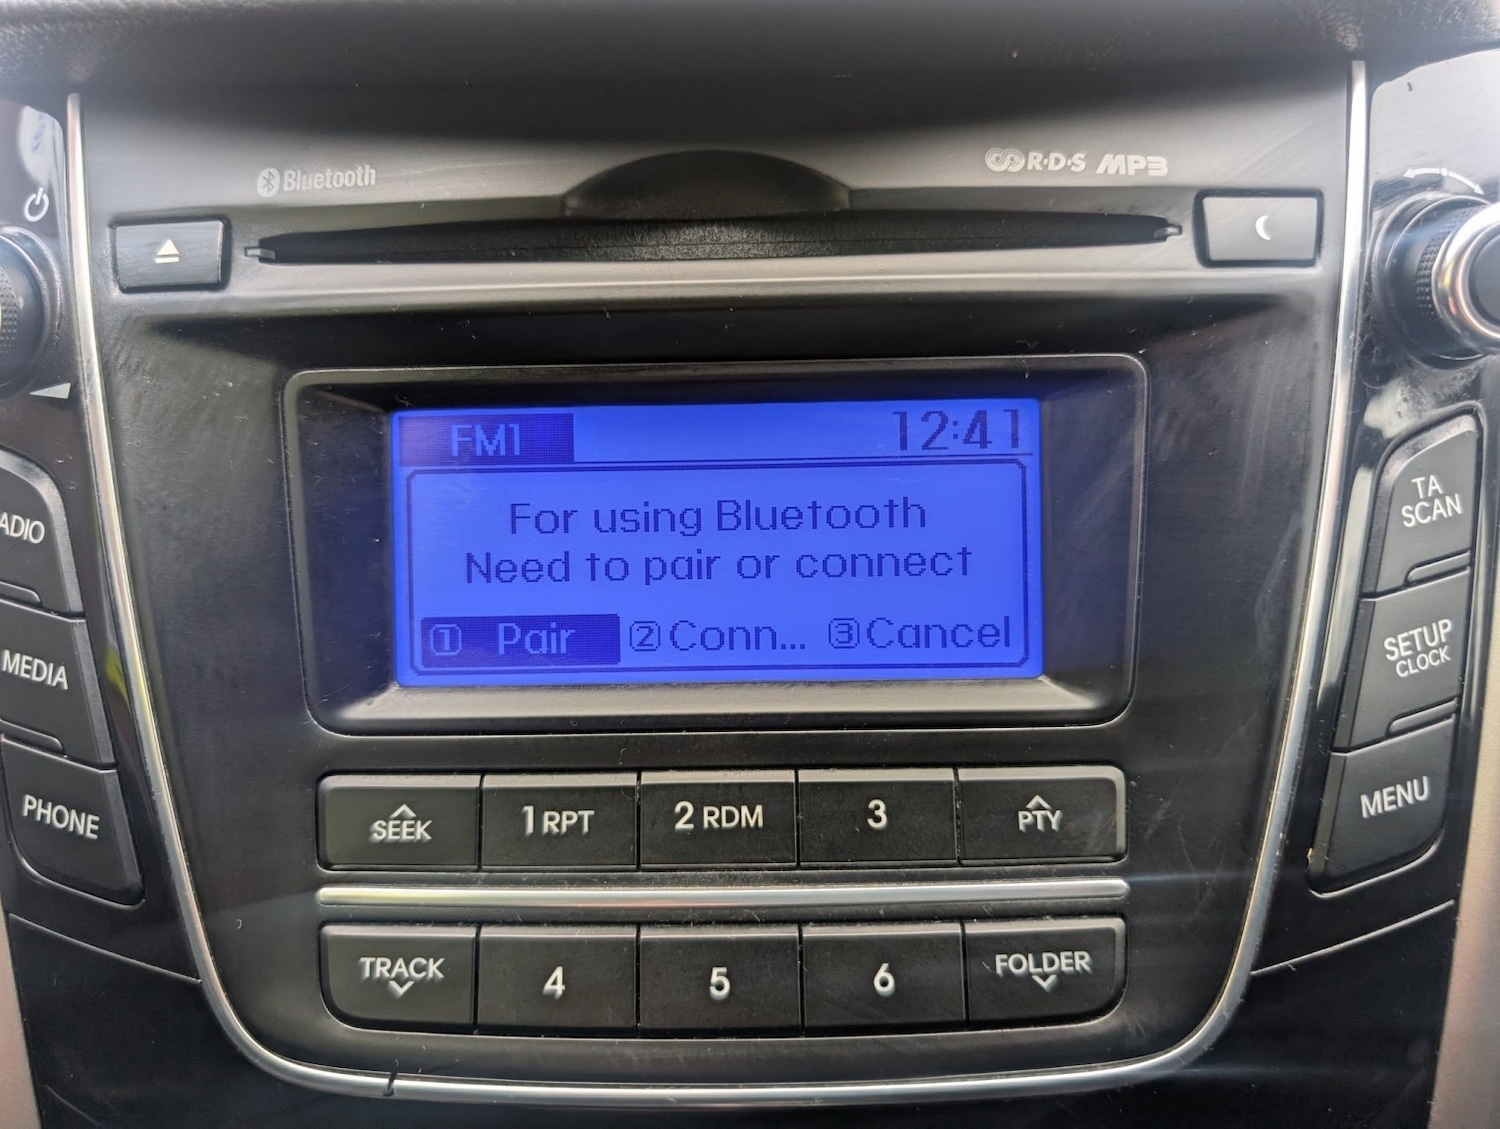 Bluetooth
R·D·S MP3
FM1 12:41
For using Bluetooth
Need to pair or connect
1 Pair 2 Conn... 3 Cancel
ADIO
MEDIA
PHONE
TA
SCAN
SETUP
CLOCK
MENU
SEEK 1 RPT 2 RDM 3 PTY
TRACK 4 5 6 FOLDER